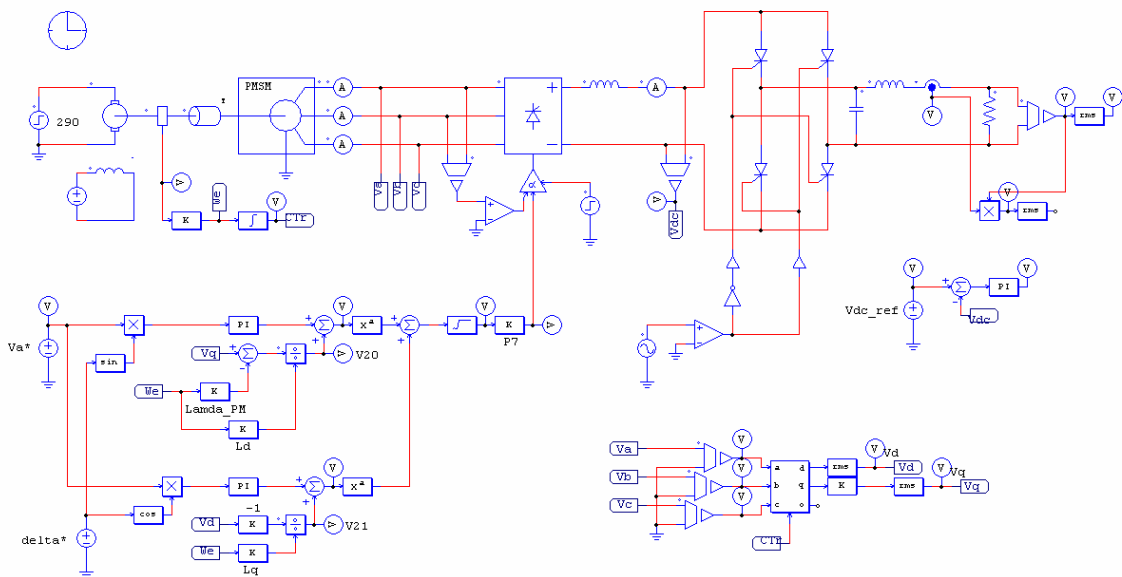 PMSM
290
A
A
A
A
V
V
V
rms
α
Va
Vb
Vc
Vdc
We
K
V
CTr
V
rms
V
V
Vdc_ref
PI
Vdc
V
V
V
V
Va*
PI
x^a
K
P7
sin
Vq
V20
We
K
Lamda_PM
K
Ld
V
PI
x^a
cos
-1
Vd
K
V21
delta*
We
K
Lq
Va
V
V
Vd
V
Vq
a
d
rms
Vd
Vb
V
b
q
K
rms
Vq
Vc
V
c
o
CTr